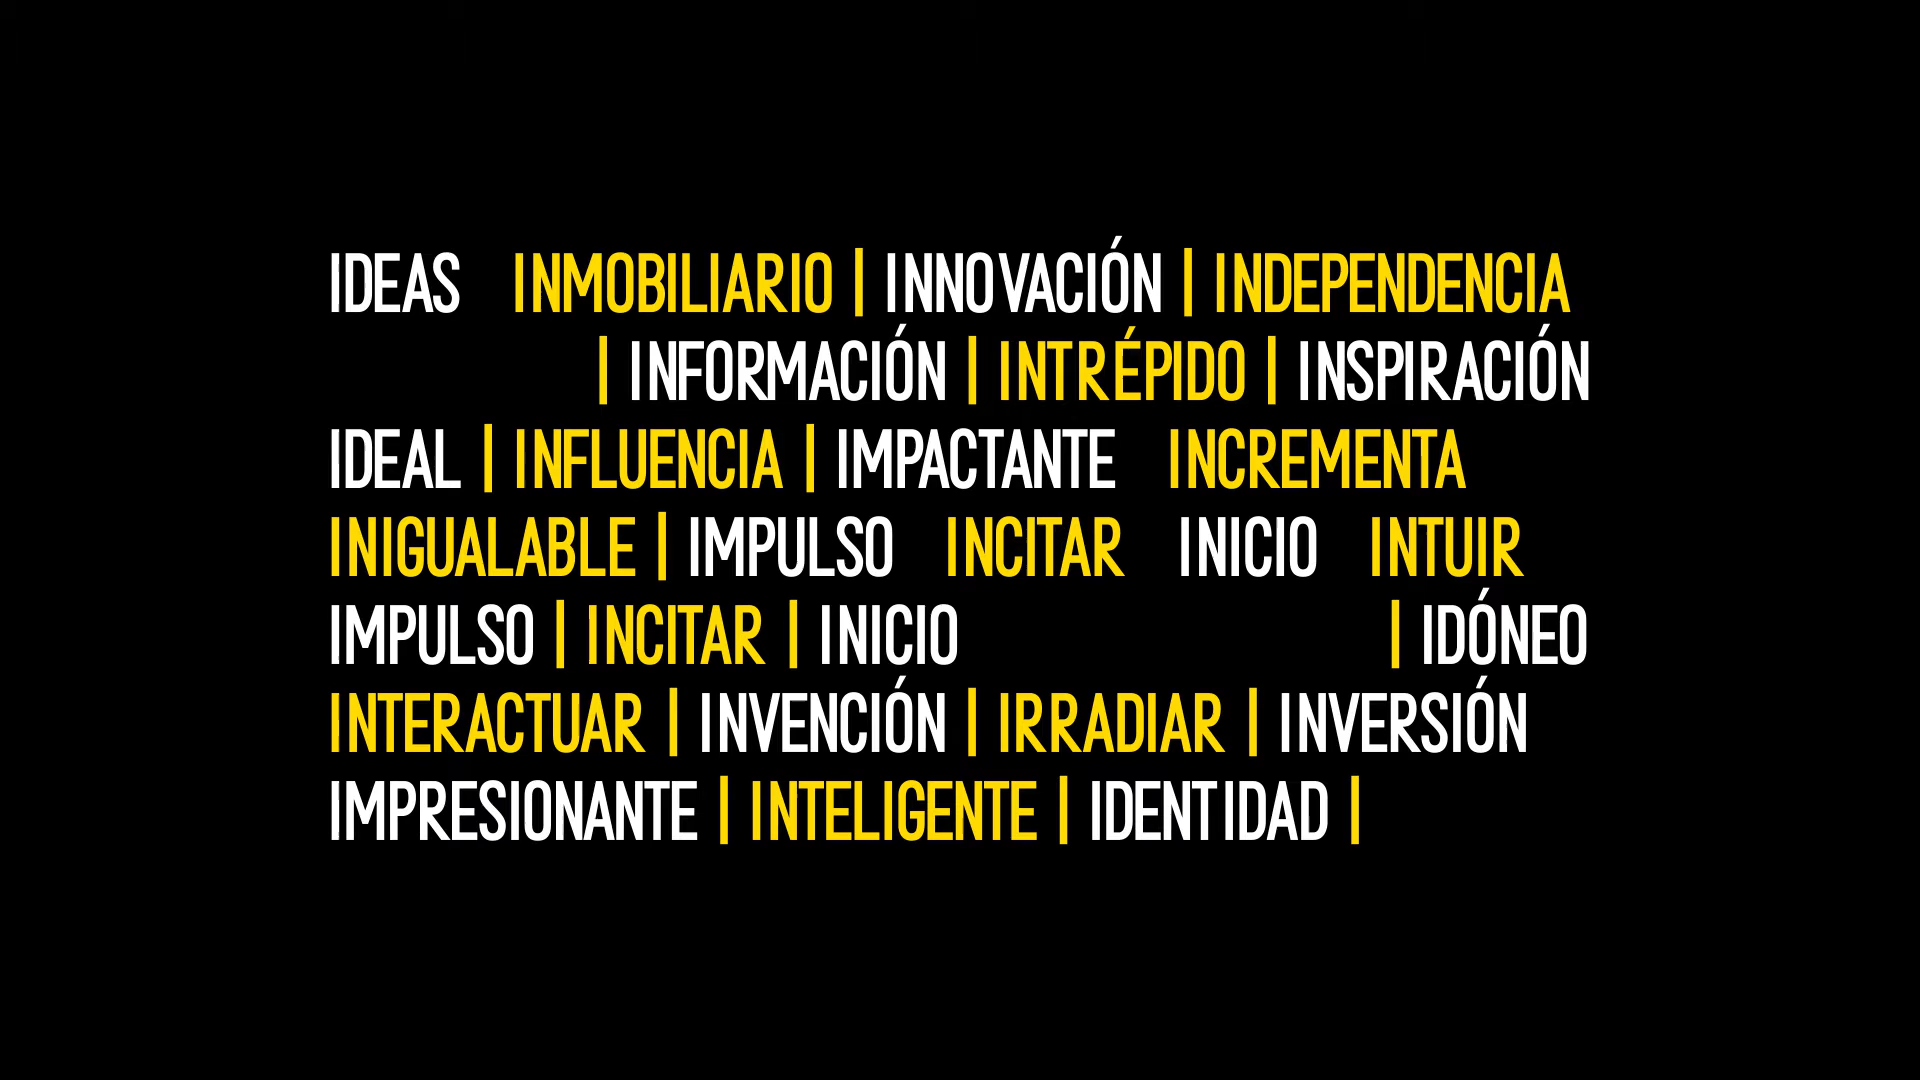 IDEAS INMOBILIARIO | INNOVACIÓN | INDEPENDENCIA
| INFORMACIÓN | INTRÉPIDO | INSPIRACIÓN
IDEAL | INFLUENCIA | IMPACTANTE INCREMENTA
INIGUALABLE | IMPULSO INCITAR INICIO INTUIR
IMPULSO | INCITAR | INICIO | IDÓNEO
INTERACTUAR | INVENCIÓN | IRRADIAR | INVERSIÓN
IMPRESIONANTE | INTELIGENTE | IDENTIDAD |